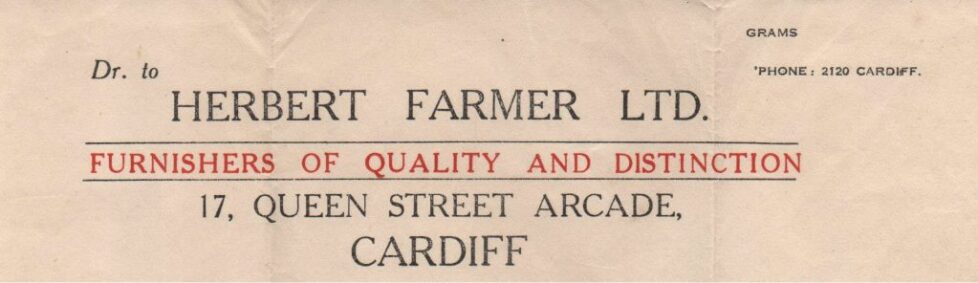 GRAMS
'PHONE: 2120 CARDIFF.
Dr. to
HERBERT FARMER LTD.
FURNISHERS OF QUALITY AND DISTINCTION
17, QUEEN STREET ARCADE,
CARDIFF